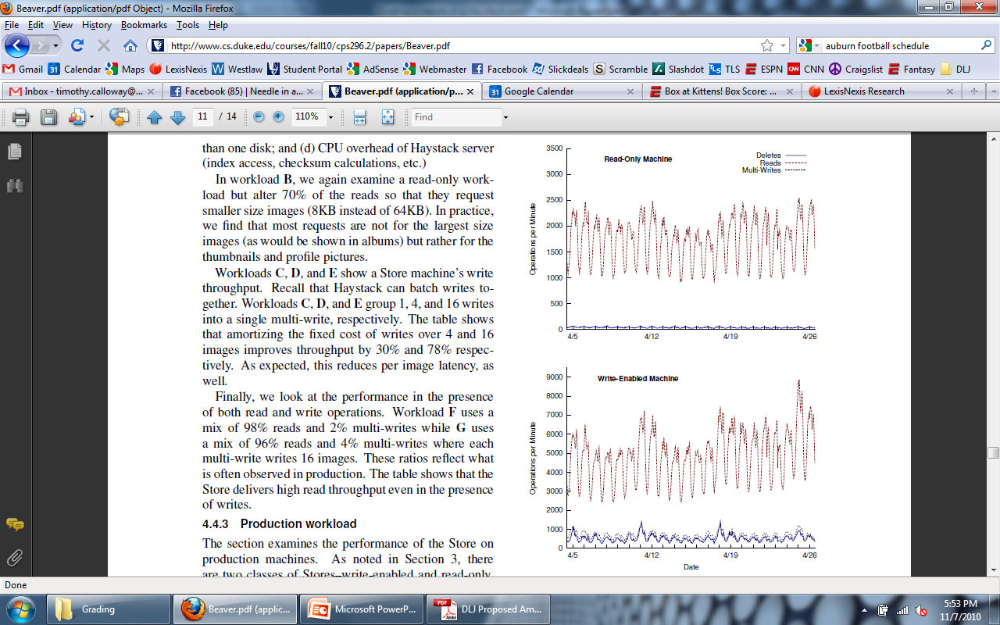 Beaver.pdf (application/pdf Object) - Mozilla Firefox
File Edit View History Bookmarks Tools Help
http://www.cs.duke.edu/courses/fall10/cps296.2/papers/Beaver.pdf
auburn football schedule
Gmail Calendar Maps LexisNexis Westlaw Student Portal AdSense Webmaster Facebook Slickdeals Scramble Slashdot TLS ESPN CNN Craigslist Fantasy DLJ
Inbox - timothy.calloway@... Facebook (85) | Needle in a... Beaver.pdf (application/p... Google Calendar Box at Kittens! Box Score: ... LexisNexis Research
11 / 14 110% Find
than one disk; and (d) CPU overhead of Haystack server
(index access, checksum calculations, etc.)
In workload B, we again examine a read-only work-
load but alter 70% of the reads so that they request
smaller size images (8KB instead of 64KB). In practice,
we find that most requests are not for the largest size
images (as would be shown in albums) but rather for the
thumbnails and profile pictures.
Workloads C, D, and E show a Store machine's write
throughput. Recall that Haystack can batch writes to-
gether. Workloads C, D, and E group 1, 4, and 16 writes
into a single multi-write, respectively. The table shows
that amortizing the fixed cost of writes over 4 and 16
images improves throughput by 30% and 78% respec-
tively. As expected, this reduces per image latency, as
well.
Finally, we look at the performance in the presence
of both read and write operations. Workload F uses a
mix of 98% reads and 2% multi-writes while G uses
a mix of 96% reads and 4% multi-writes where each
multi-write writes 16 images. These ratios reflect what
is often observed in production. The table shows that the
Store delivers high read throughput even in the presence
of writes.
4.4.3 Production workload
The section examines the performance of the Store on
production machines. As noted in Section 3, there
are two classes of Stores–write-enabled and read-only.
Read-Only Machine
Deletes
Reads
Multi-Writes
Operations per Minute
3500
3000
2500
2000
1500
1000
500
0
4/5 4/12 4/19 4/26
Write-Enabled Machine
Operations per Minute
9000
8000
7000
6000
5000
4000
3000
2000
1000
0
4/5 4/12 4/19 4/26
Date
Done
Grading Beaver.pdf (applic... Microsoft PowerP... DLJ Proposed Am...
5:53 PM
11/7/2010